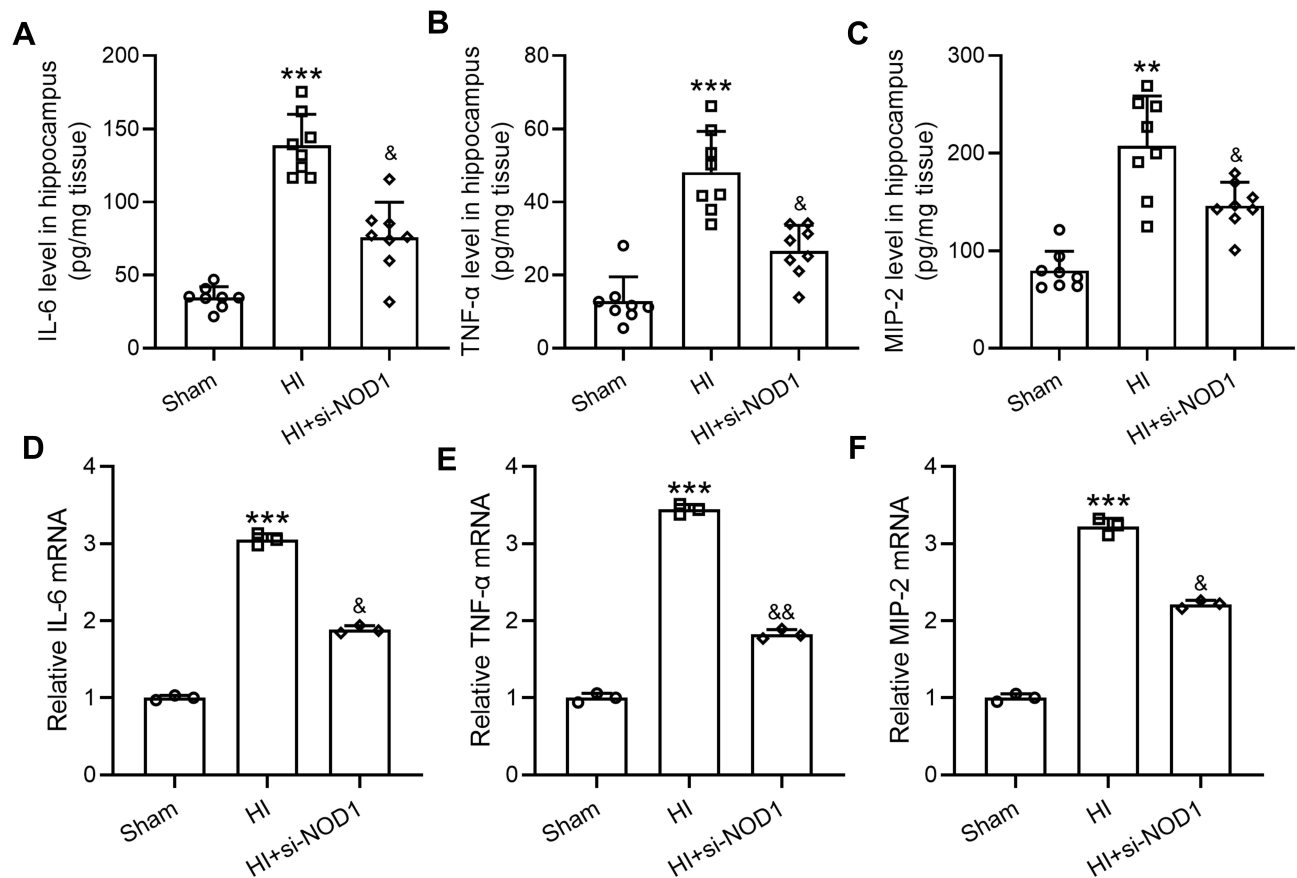 A
IL-6 level in hippocampus
(pg/mg tissue)
200
150
100
50
0
***
&
Sham
HI
HI+si-NOD1
B
TNF-α level in hippocampus
(pg/mg tissue)
80
60
40
20
0
***
&
Sham
HI
HI+si-NOD1
C
MIP-2 level in hippocampus
(pg/mg tissue)
300
200
100
0
**
&
Sham
HI
HI+si-NOD1
D
Relative IL-6 mRNA
4
3
2
1
0
***
&
Sham
HI
HI+si-NOD1
E
Relative TNF-α mRNA
4
3
2
1
0
***
&&
Sham
HI
HI+si-NOD1
F
Relative MIP-2 mRNA
4
3
2
1
0
***
&
Sham
HI
HI+si-NOD1